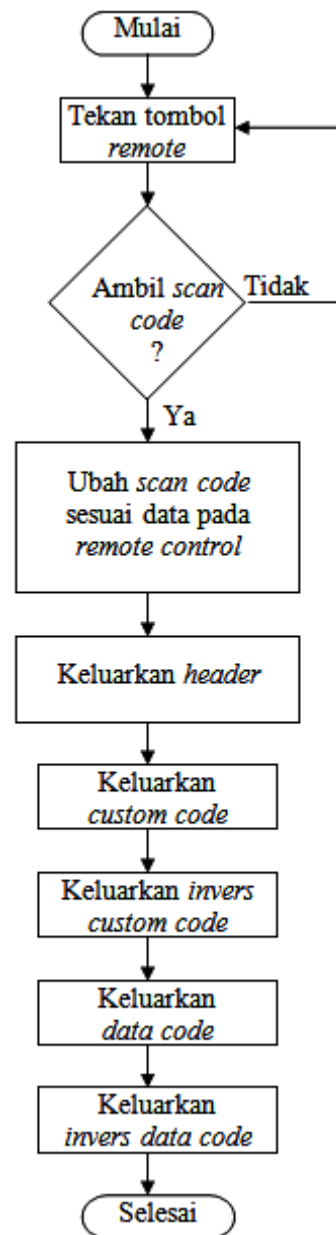 Mulai
Tekan tombol
remote
Ambil scan
code
?
Tidak
Ya
Ubah scan code
sesuai data pada
remote control
Keluarkan header
Keluarkan
custom code
Keluarkan invers
custom code
Keluarkan
data code
Keluarkan
invers data code
Selesai